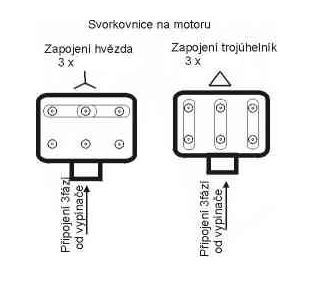 Svorkovnice na motoru
Zapojení hvězda
3 x
Zapojení trojúhelník
3 x
Připojení 3fází
od vypínače
Připojení 3fází
od vypínače